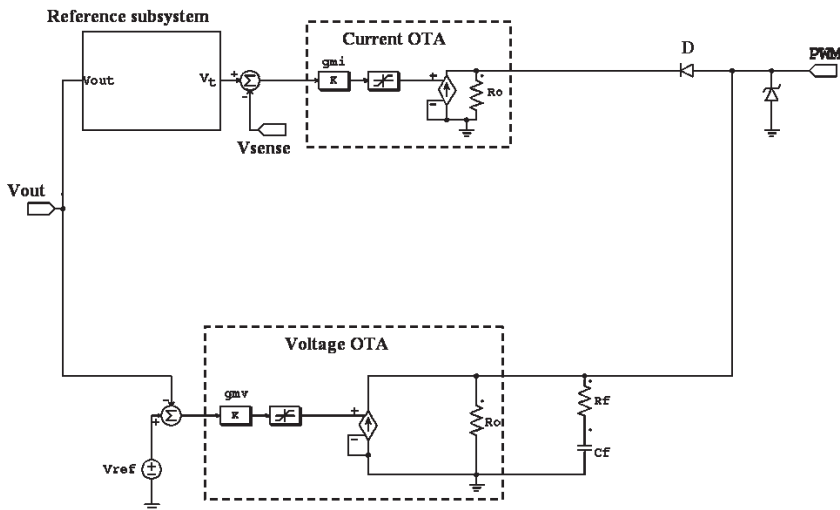 Reference subsystem
Vout
Vt
+
-
Σ
Vsense
Current OTA
gmi
K
+
-
Ro
D
PWM
Vout
Voltage OTA
-
+
Σ
Vref
+
-
gmv
K
+
-
Ro
Rf
Cf